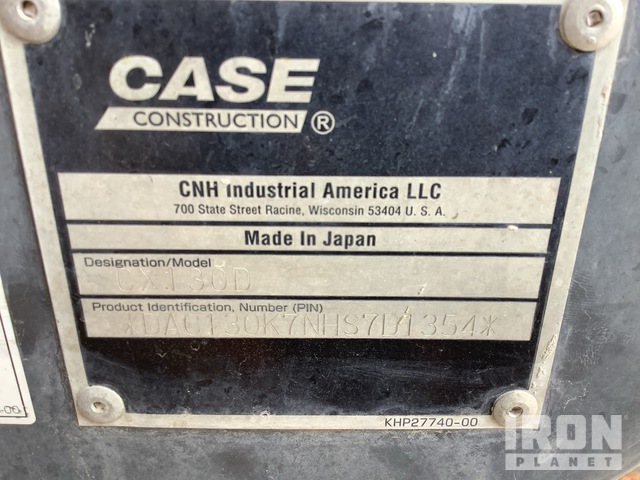 CASE
CONSTRUCTION ®
CNH Industrial America LLC
700 State Street Racine, Wisconsin 53404 U. S. A.
Made In Japan
Designation/Model
CX130D
Product Identification, Number (PIN)
*DAC130K7NHS7D1354*
KHP27740-00
-00
IRON
PLANET